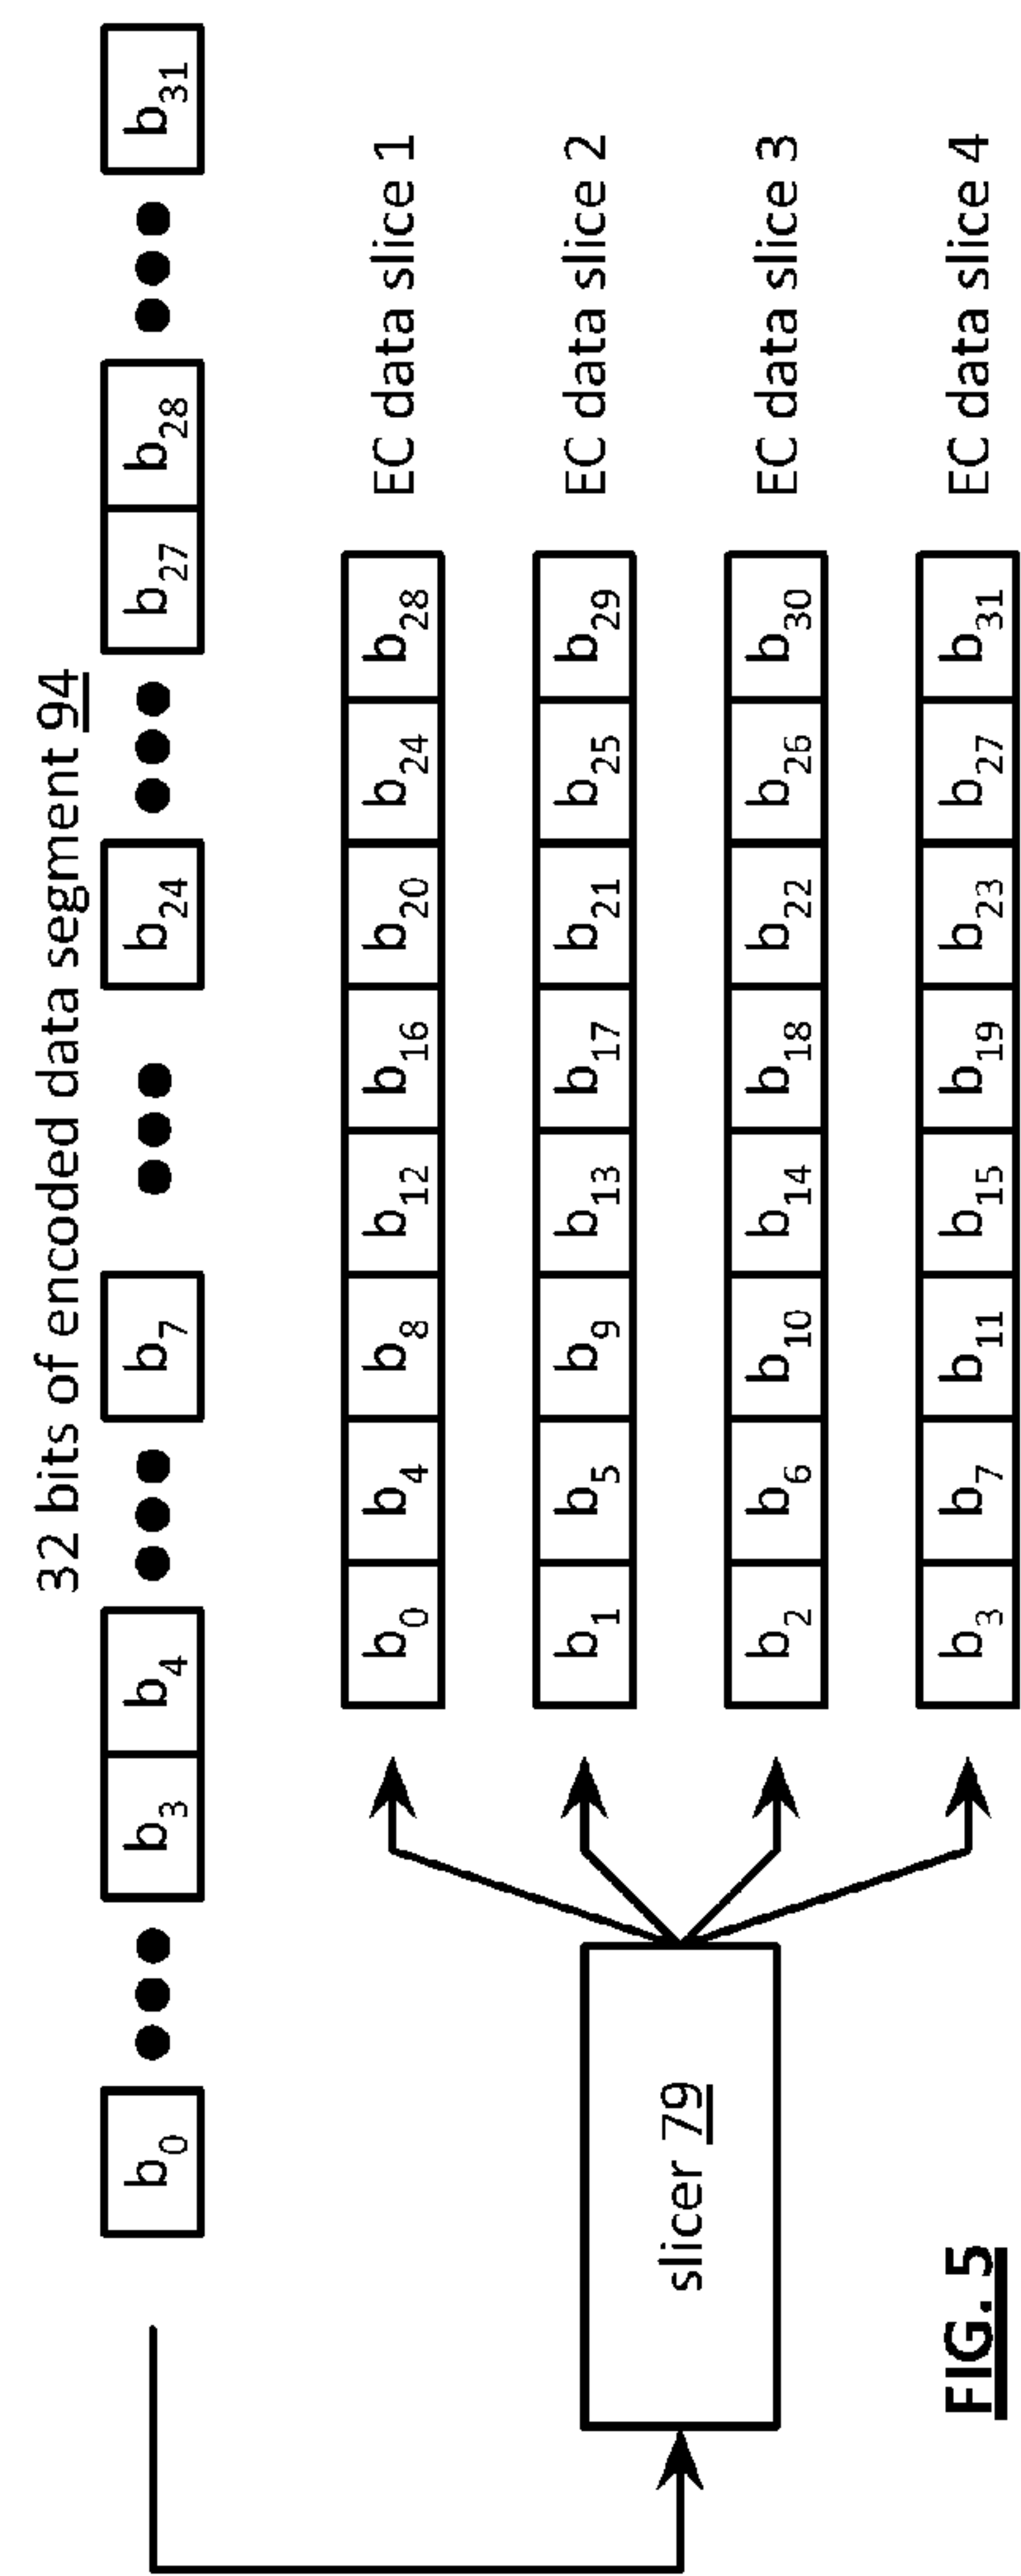 32 bits of encoded data segment 94
b0 ••• b3 b4 ••• b7 ••• b24 ••• b27 b28 ••• b31
b0 b4 b8 b12 b16 b20 b24 b28 EC data slice 1
b1 b5 b9 b13 b17 b21 b25 b29 EC data slice 2
slicer 79
b2 b6 b10 b14 b18 b22 b26 b30 EC data slice 3
b3 b7 b11 b15 b19 b23 b27 b31 EC data slice 4
FIG. 5